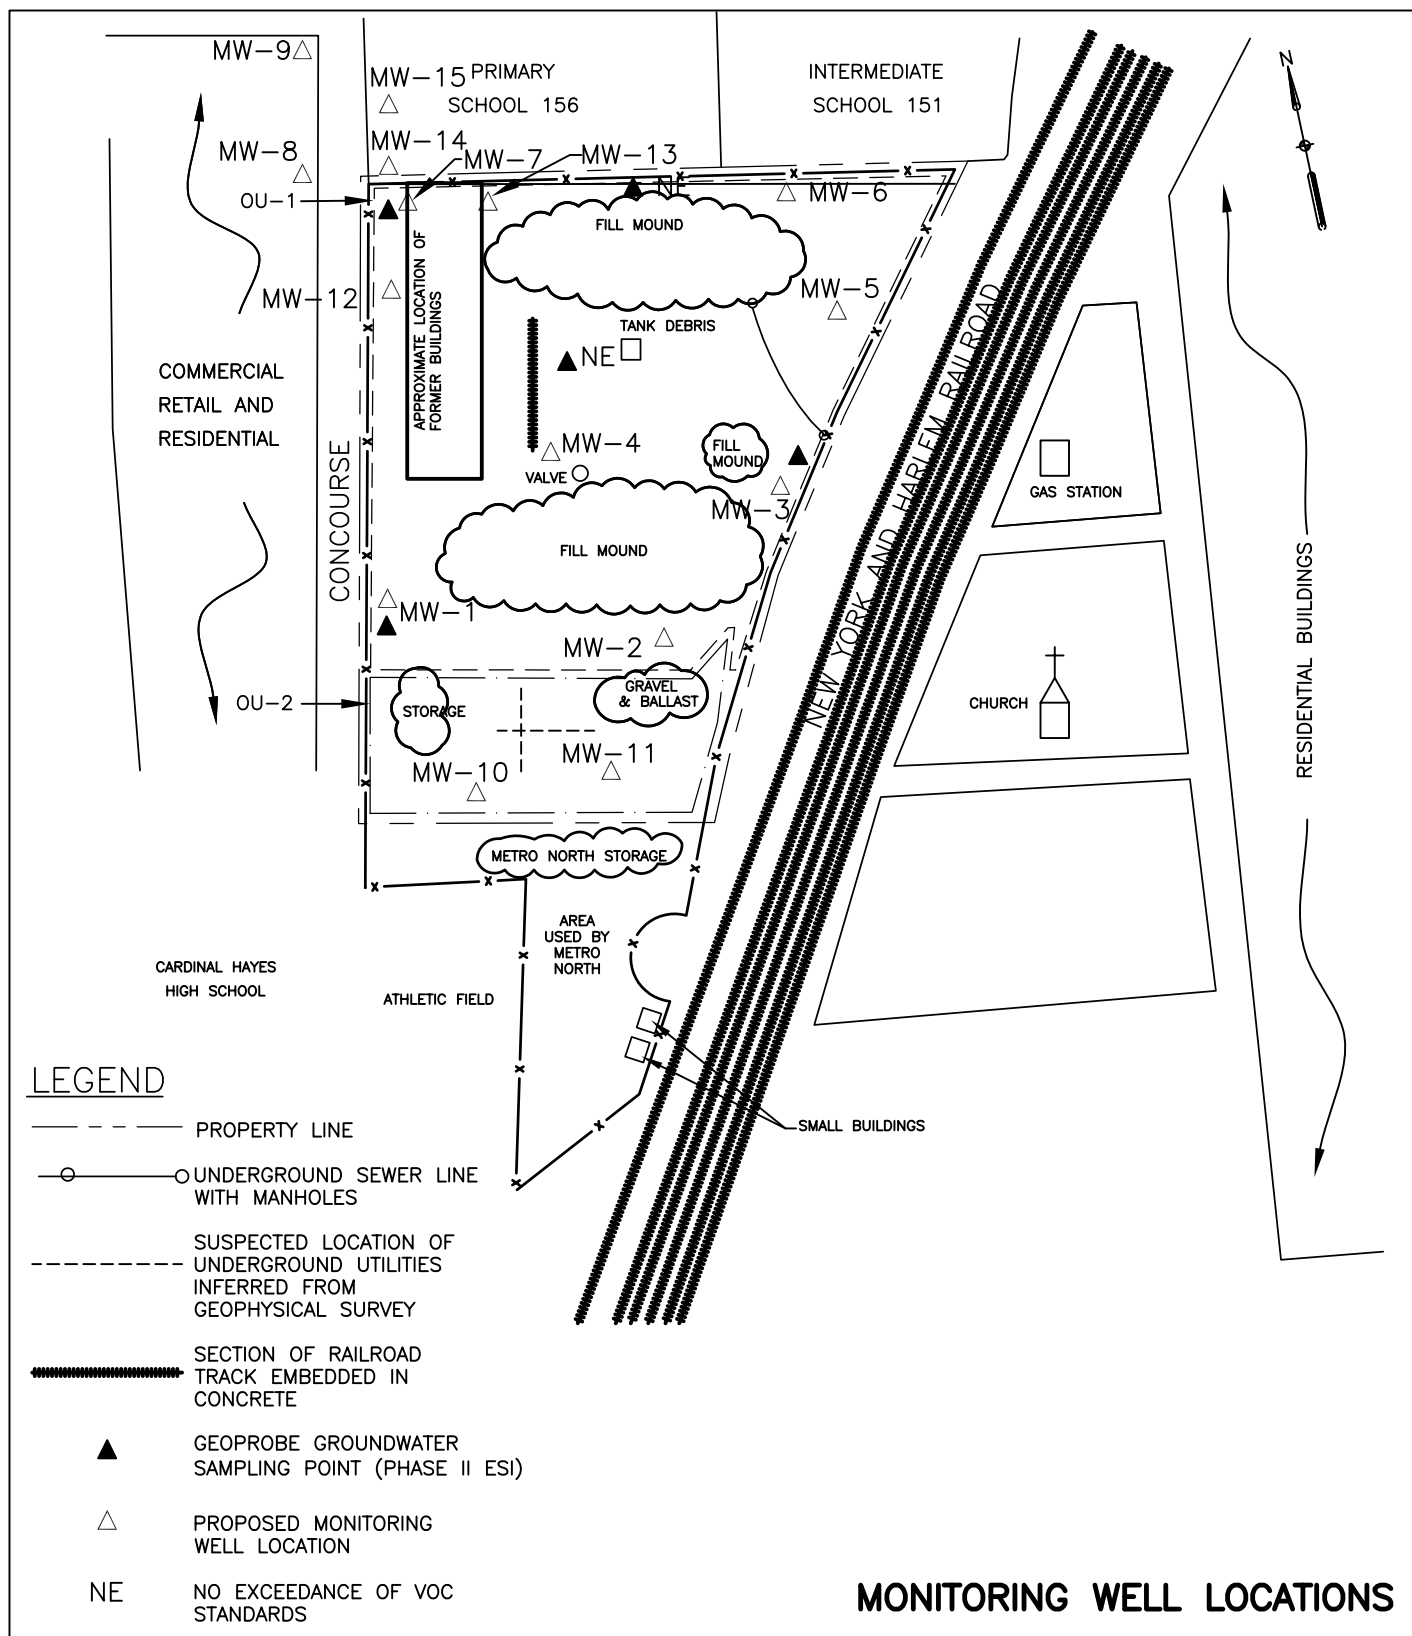 MW-9
MW-15
PRIMARY
SCHOOL 156
INTERMEDIATE
SCHOOL 151
N
MW-8
MW-14
MW-7
MW-13
NE
MW-6
OU-1
FILL MOUND
MW-12
APPROXIMATE LOCATION OF
FORMER BUILDINGS
MW-5
TANK DEBRIS
NE
COMMERCIAL
RETAIL AND
RESIDENTIAL
CONCOURSE
MW-4
VALVE
FILL
MOUND
MW-3
FILL MOUND
NEW YORK AND HARLEM RAILROAD
GAS STATION
RESIDENTIAL BUILDINGS
MW-1
MW-2
OU-2
STORAGE
GRAVEL
& BALLAST
CHURCH
MW-11
MW-10
METRO NORTH STORAGE
AREA
USED BY
METRO
NORTH
CARDINAL HAYES
HIGH SCHOOL
ATHLETIC FIELD
SMALL BUILDINGS
LEGEND
PROPERTY LINE
UNDERGROUND SEWER LINE
WITH MANHOLES
SUSPECTED LOCATION OF
UNDERGROUND UTILITIES
INFERRED FROM
GEOPHYSICAL SURVEY
SECTION OF RAILROAD
TRACK EMBEDDED IN
CONCRETE
GEOPROBE GROUNDWATER
SAMPLING POINT (PHASE II ESI)
PROPOSED MONITORING
WELL LOCATION
NE
NO EXCEEDANCE OF VOC
STANDARDS
MONITORING WELL LOCATIONS